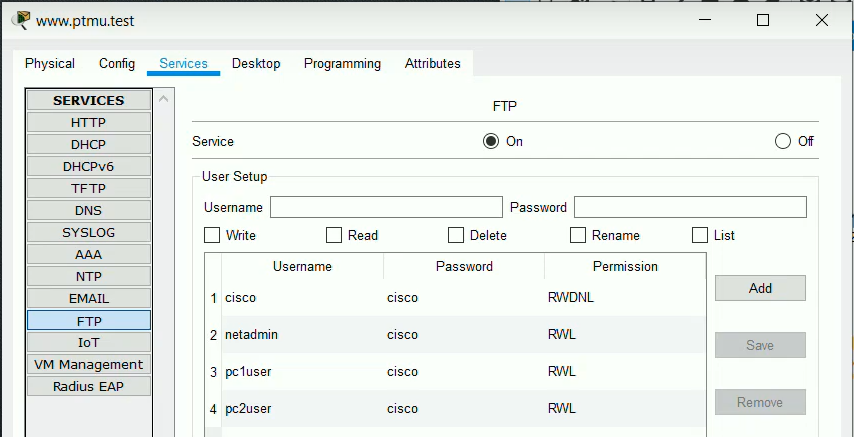 www.ptmu.test
Physical Config Services Desktop Programming Attributes
SERVICES
HTTP
DHCP
DHCPv6
TFTP
DNS
SYSLOG
AAA
NTP
EMAIL
FTP
IoT
VM Management
Radius EAP
FTP
Service On Off
User Setup
Username Password
Write Read Delete Rename List
Username Password Permission
1 cisco cisco RWDNL
2 netadmin cisco RWL
3 pc1user cisco RWL
4 pc2user cisco RWL
Add
Save
Remove